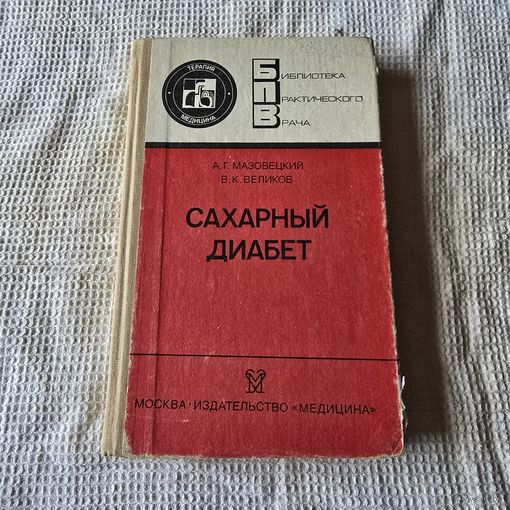 ТЕРАПИЯ
МЕДИЦИНА
БИБЛИОТЕКА
ПРАКТИЧЕСКОГО
ВРАЧА
А.Г. МАЗОВЕЦКИЙ
В.К. ВЕЛИКОВ
САХАРНЫЙ
ДИАБЕТ
МОСКВА · ИЗДАТЕЛЬСТВО «МЕДИЦИНА»